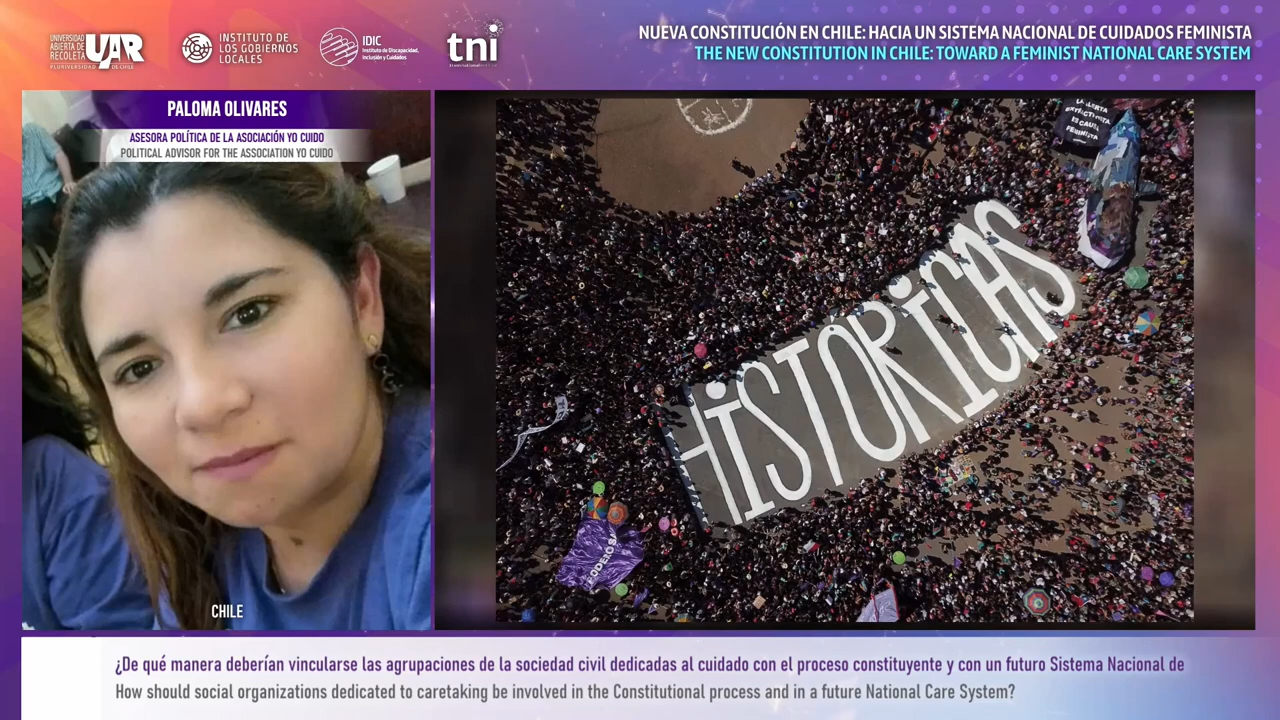 UNIVERSIDAD
ABIERTA DE
RECOLETA
UAR
PLURIVERSIDAD DE CHILE
INSTITUTO DE
LOS GOBIERNOS
LOCALES
IDIC
Instituto de Discapacidad,
Inclusión y Cuidados
tni
NUEVA CONSTITUCIÓN EN CHILE: HACIA UN SISTEMA NACIONAL DE CUIDADOS FEMINISTA
THE NEW CONSTITUTION IN CHILE: TOWARD A FEMINIST NATIONAL CARE SYSTEM
PALOMA OLIVARES
ASESORA POLÍTICA DE LA ASOCIACIÓN YO CUIDO
POLITICAL ADVISOR FOR THE ASSOCIATION YO CUIDO
CHILE
LA ALERTA
ES CAUSA
FEMINISTA
HISTÓRICAS
¿De qué manera deberían vincularse las agrupaciones de la sociedad civil dedicadas al cuidado con el proceso constituyente y con un futuro Sistema Nacional de
How should social organizations dedicated to caretaking be involved in the Constitutional process and in a future National Care System?